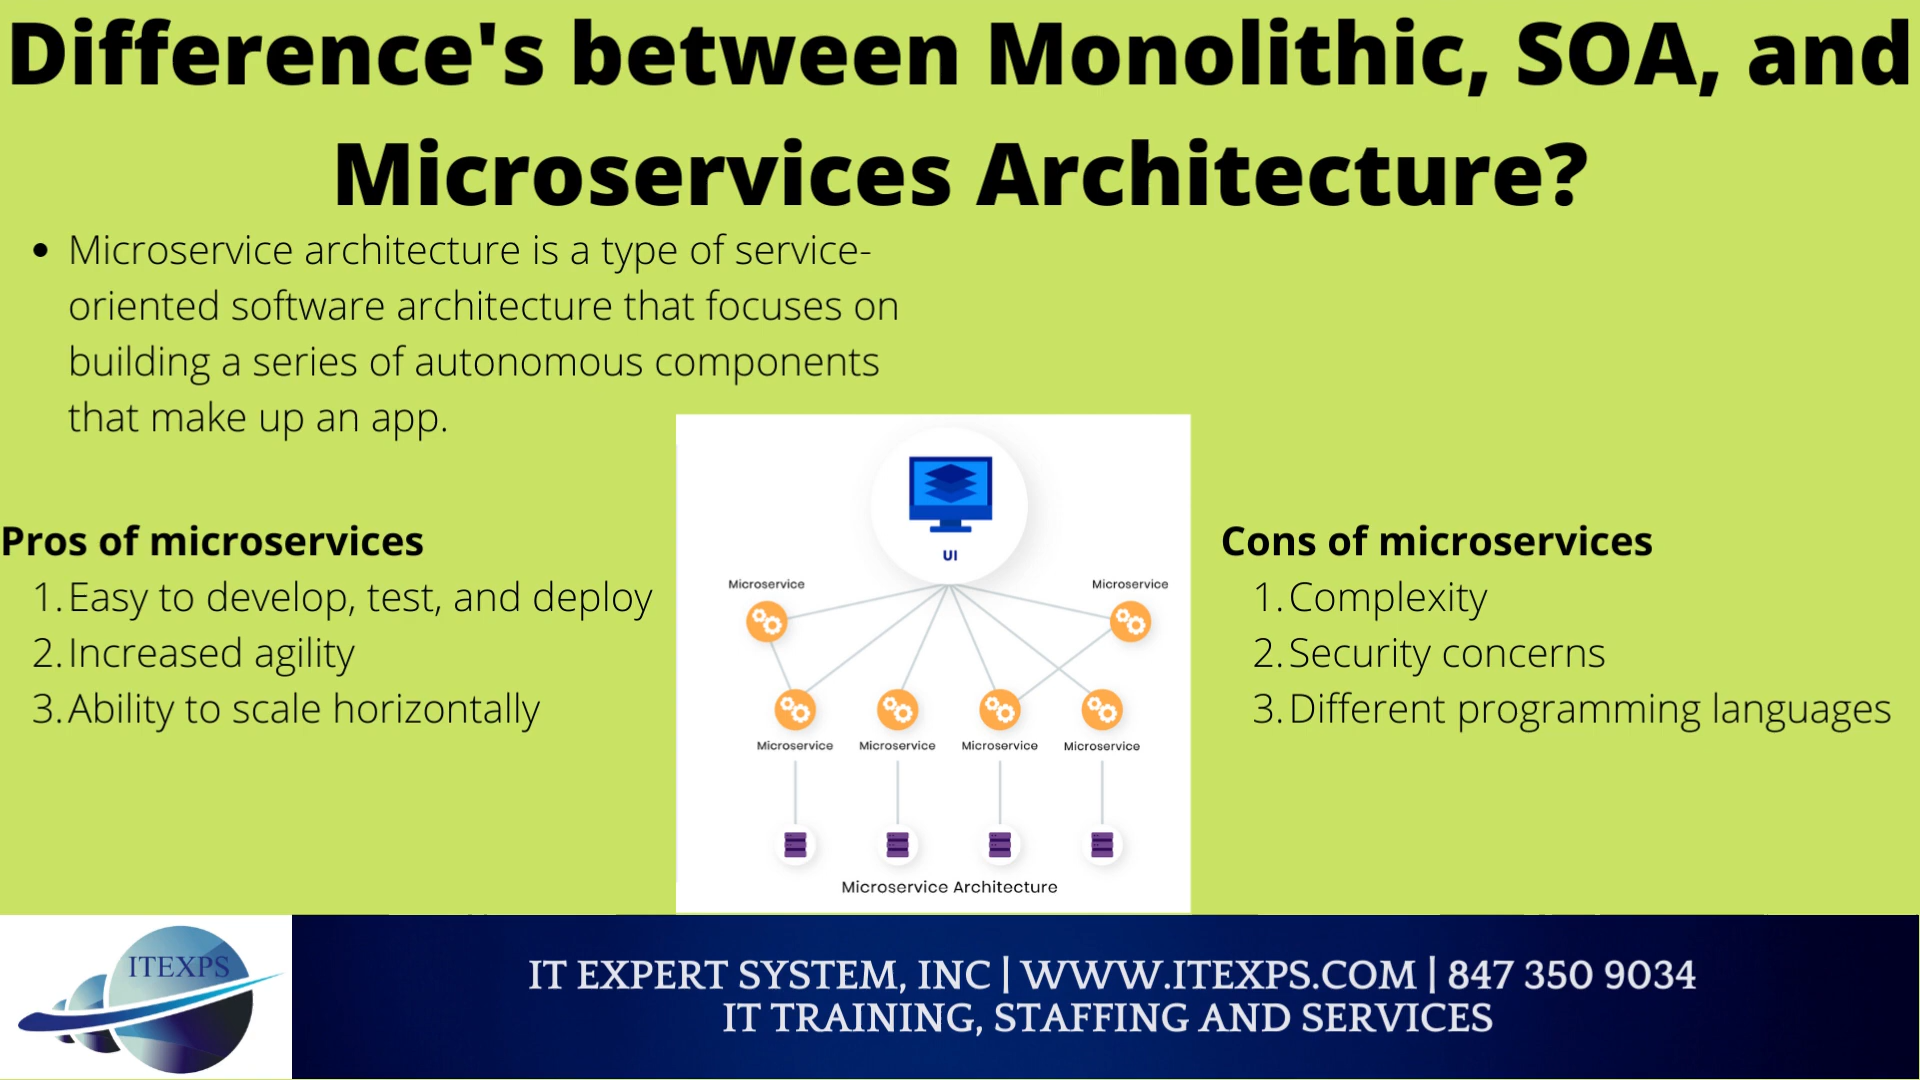 Difference's between Monolithic, SOA, and
Microservices Architecture?
• Microservice architecture is a type of service-
oriented software architecture that focuses on
building a series of autonomous components
that make up an app.
Pros of microservices
1. Easy to develop, test, and deploy
2. Increased agility
3. Ability to scale horizontally
UI
Microservice
Microservice
Microservice
Microservice
Microservice
Microservice
Microservice Architecture
Cons of microservices
1. Complexity
2. Security concerns
3. Different programming languages
ITEXPS
IT EXPERT SYSTEM, INC | WWW.ITEXPS.COM | 847 350 9034
IT TRAINING, STAFFING AND SERVICES